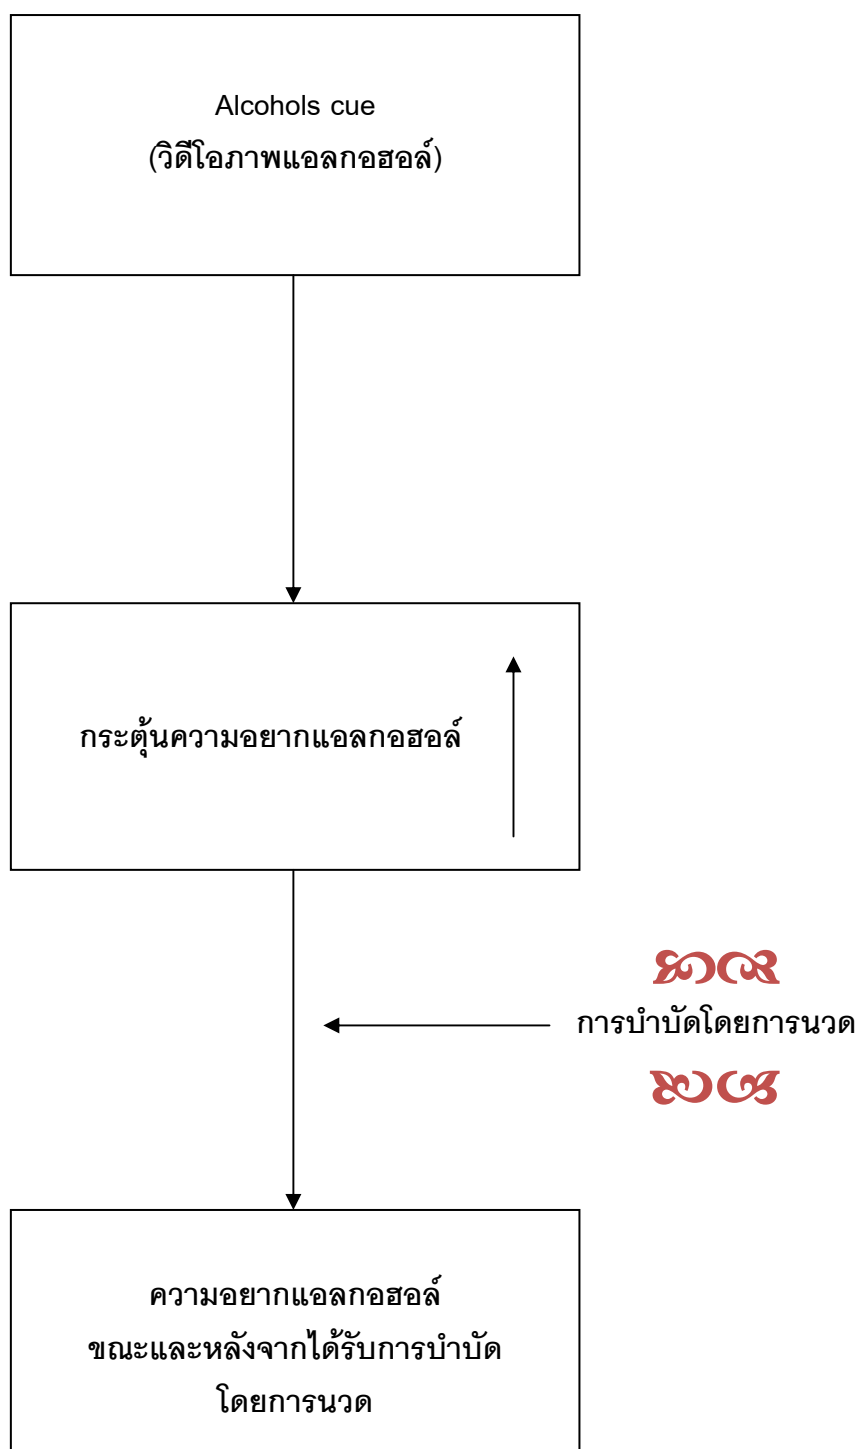 Alcohols cue
(วิดีโอภาพแอลกอฮอล์)
กระตุ้นความอยากแอลกอฮอล์
การบำบัดโดยการนวด
ความอยากแอลกอฮอล์
ขณะและหลังจากได้รับการบำบัด
โดยการนวด